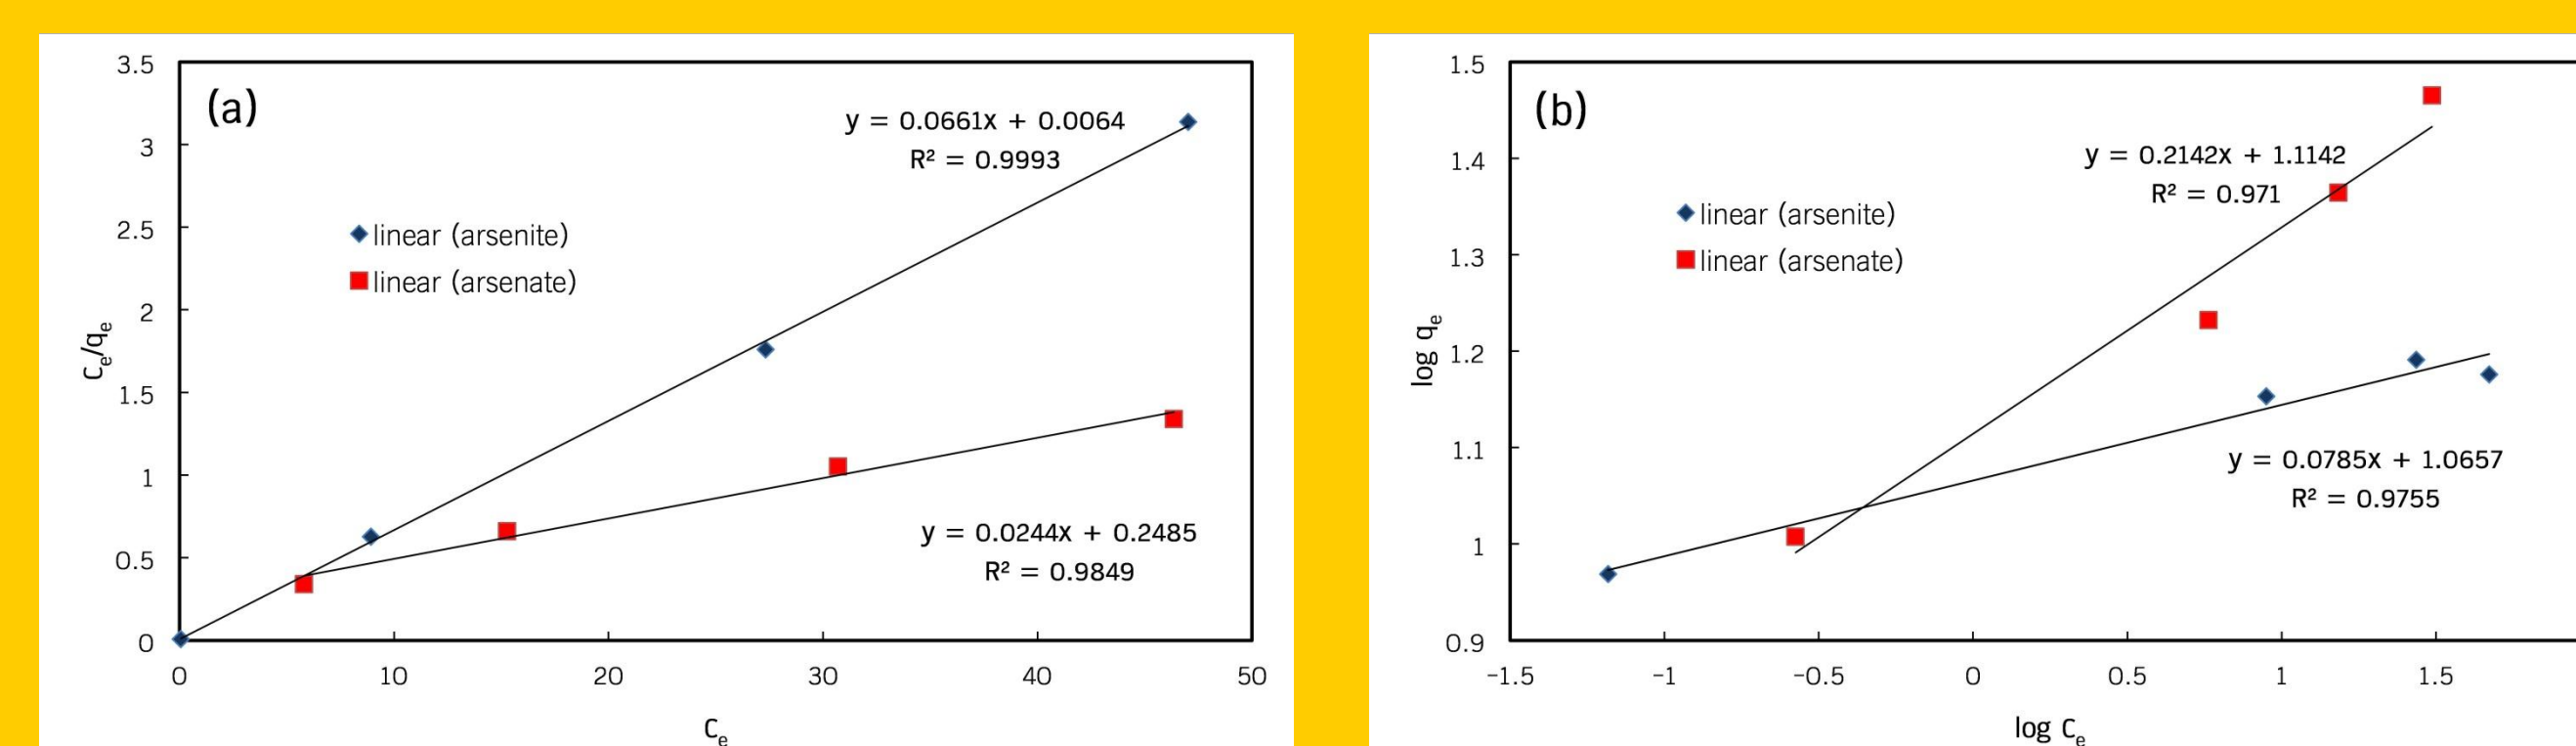 (a)
y = 0.0661x + 0.0064
R² = 0.9993
linear (arsenite)
linear (arsenate)
y = 0.0244x + 0.2485
R² = 0.9849
Cₑ/qₑ
3.5
3
2.5
2
1.5
1
0.5
0
0 10 20 30 40 50
Cₑ
(b)
y = 0.2142x + 1.1142
R² = 0.971
linear (arsenite)
linear (arsenate)
y = 0.0785x + 1.0657
R² = 0.9755
log qₑ
1.5
1.4
1.3
1.2
1.1
1
0.9
-1.5 -1 -0.5 0 0.5 1 1.5
log Cₑ